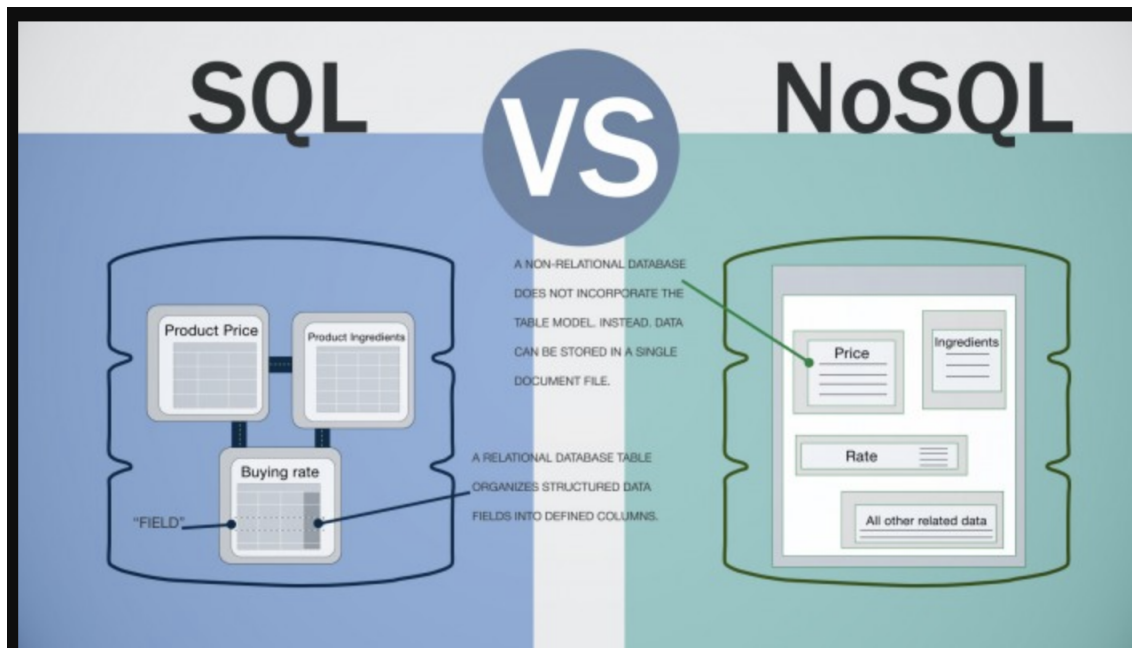 SQL
VS
NoSQL
A NON-RELATIONAL DATABASE
DOES NOT INCORPORATE THE
TABLE MODEL. INSTEAD. DATA
CAN BE STORED IN A SINGLE
DOCUMENT FILE.
Product Price
Product Ingredients
Buying rate
"FIELD"
A RELATIONAL DATABASE TABLE
ORGANIZES STRUCTURED DATA
FIELDS INTO DEFINED COLUMNS.
Price
Ingredients
Rate
All other related data